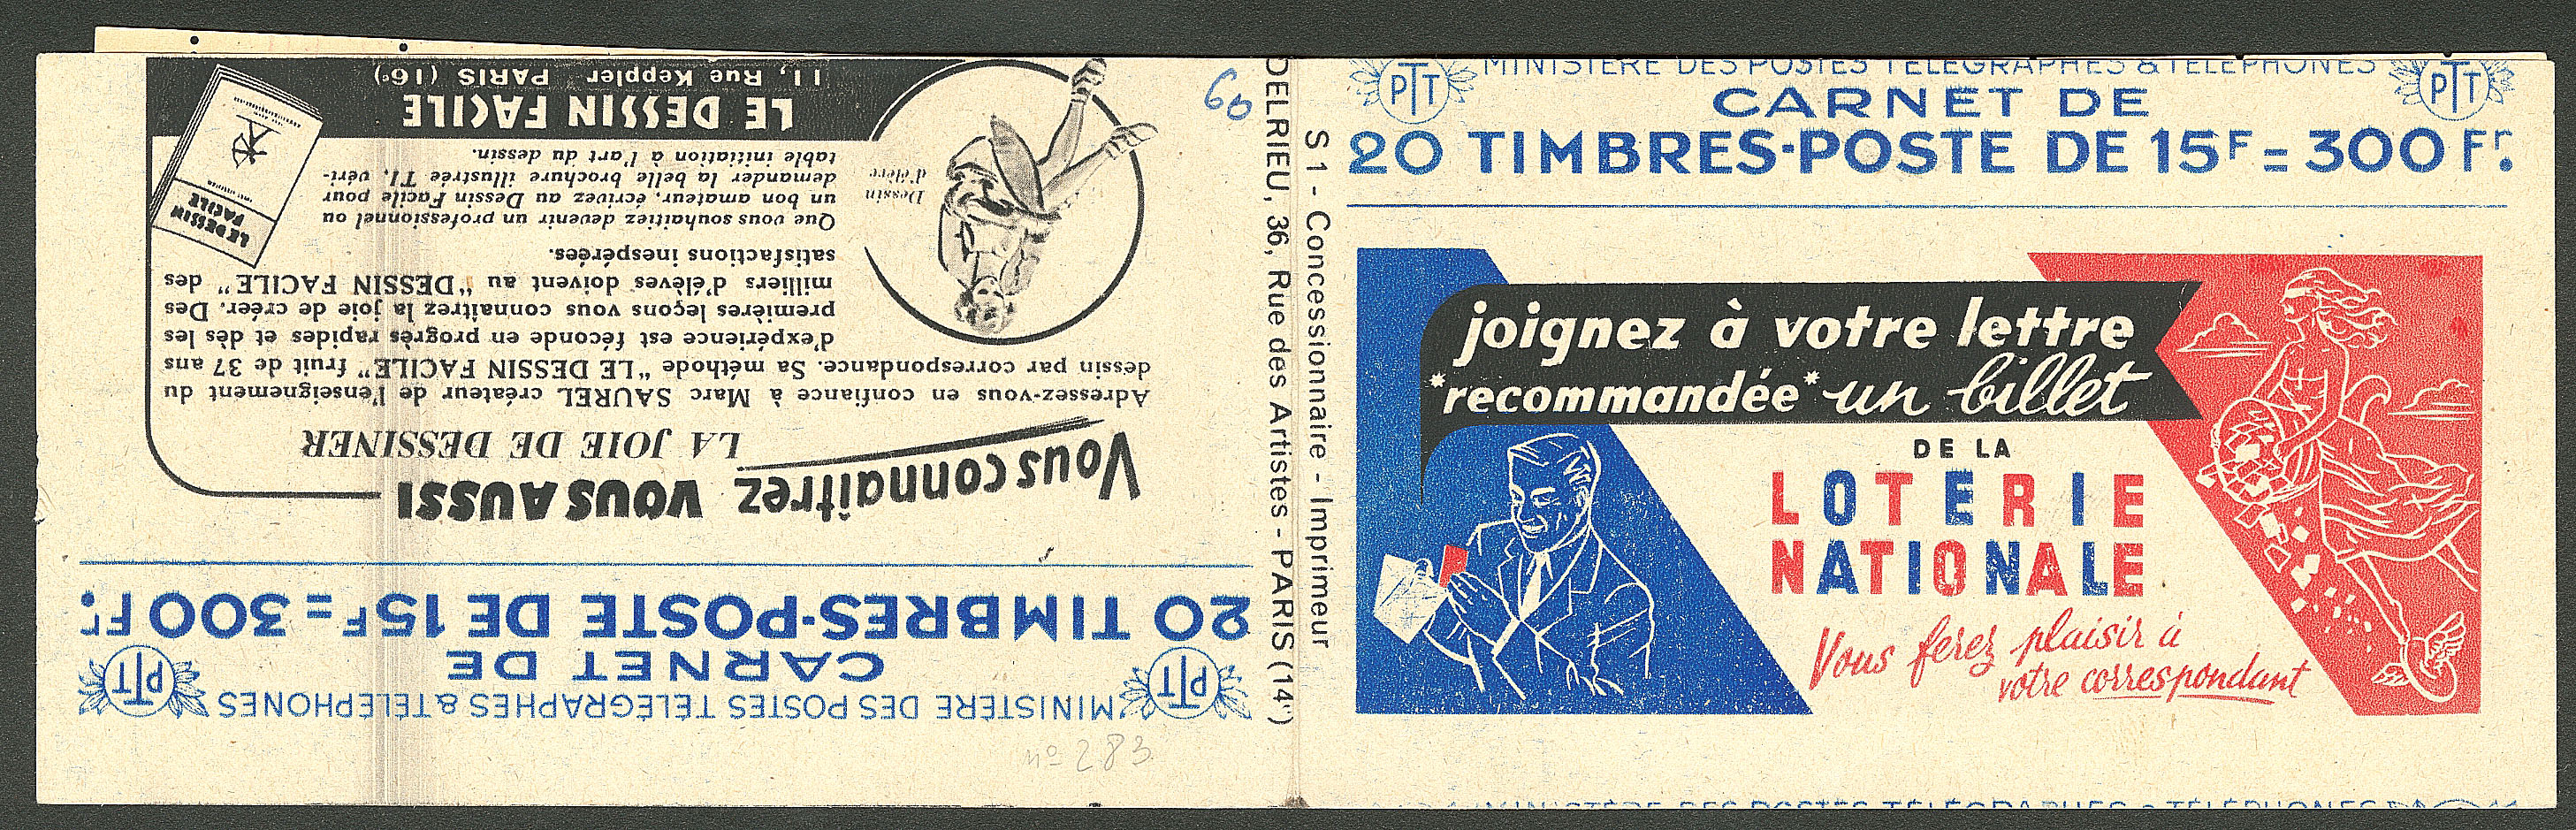 Vous connaîtrez VOUS AUSSI
LA JOIE DE DESSINER
Adressez-vous en confiance à Marc SAUREL créateur de l'enseignement du
dessin par correspondance. Sa méthode "LE DESSIN FACILE" fruit de 37 ans
d'expérience est féconde en progrès rapides et dès les
premières leçons vous connaîtrez la joie de créer. Des
milliers d'élèves doivent au "DESSIN FACILE" des
satisfactions inespérées.
Que vous souhaitiez devenir un professionnel ou
un bon amateur, écrivez au Dessin Facile pour
demander la belle brochure illustrée TI, véri-
table initiation à l'art du dessin.
Dessin
d'élève
LE DESSIN
FACILE
LE DESSIN FACILE
11, Rue Keppler PARIS (16e)
MINISTÈRE DES POSTES TÉLÉGRAPHES & TÉLÉPHONES
PTT
PTT
CARNET DE
20 TIMBRES-POSTE DE 15F = 300 Fr.
nº 283
69
DELRIEU, 36, Rue des Artistes - PARIS (14e)
S 1 - Concessionnaire - Imprimeur
MINISTÈRE DES POSTES TÉLÉGRAPHES & TÉLÉPHONES
PTT
PTT
CARNET DE
20 TIMBRES-POSTE DE 15F = 300 Fr.
joignez à votre lettre
*recommandée* un billet
DE LA
LOTERIE
NATIONALE
Vous ferez plaisir à
votre correspondant
MINISTÈRE DES POSTES TÉLÉGRAPHES & TÉLÉPHONES